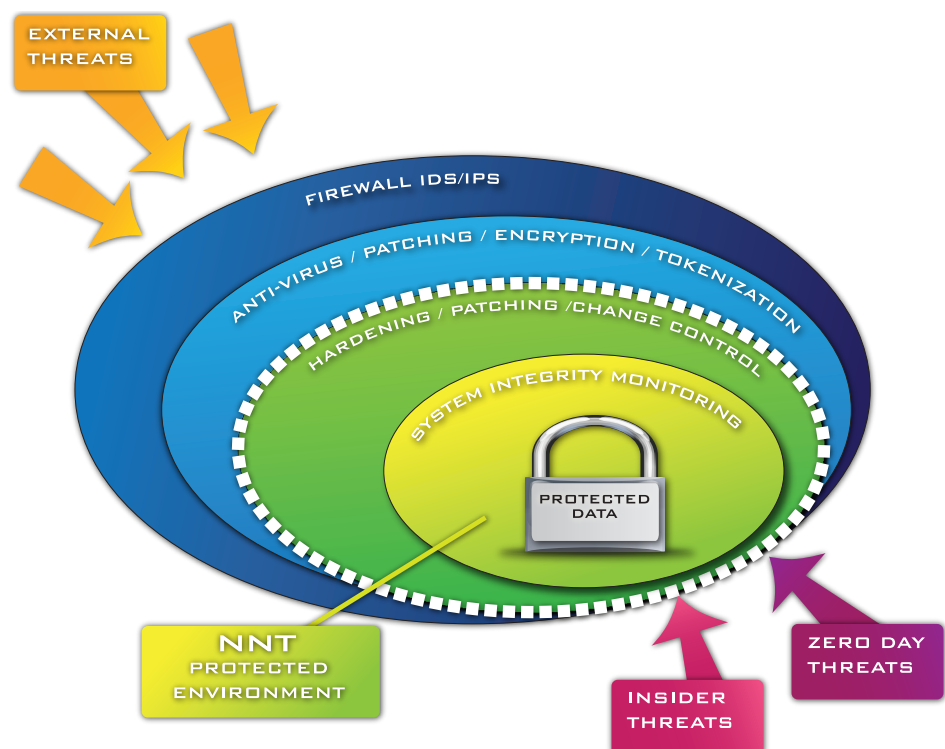 EXTERNAL
THREATS
FIREWALL IDS/IPS
ANTI-VIRUS / PATCHING / ENCRYPTION / TOKENIZATION
HARDENING / PATCHING /CHANGE CONTROL
SYSTEM INTEGRITY MONITORING
PROTECTED
DATA
NNT
PROTECTED
ENVIRONMENT
INSIDER
THREATS
ZERO DAY
THREATS